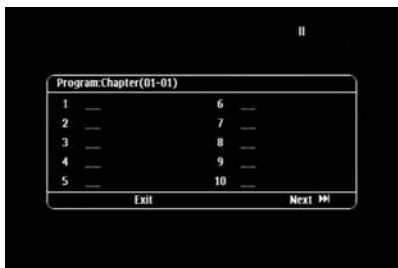 II
Program:Chapter(01-01)
1 __ 6 __
2 __ 7 __
3 __ 8 __
4 __ 9 __
5 __ 10 __
Exit Next ⏭